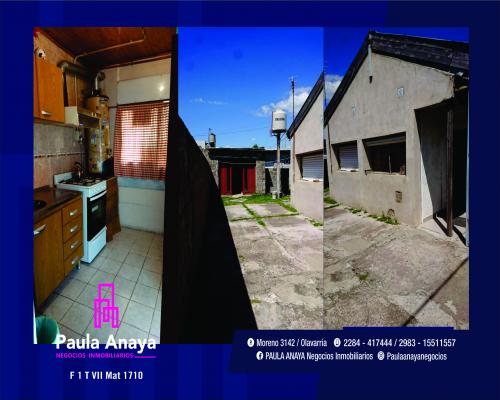 Paula Anaya
NEGOCIOS INMOBILIARIOS
F 1 T VII Mat 1710
Moreno 3142 / Olavarría 2284 - 417444 / 2983 - 15511557
PAULA ANAYA Negocios Inmobiliarios Paulaanayanegocios